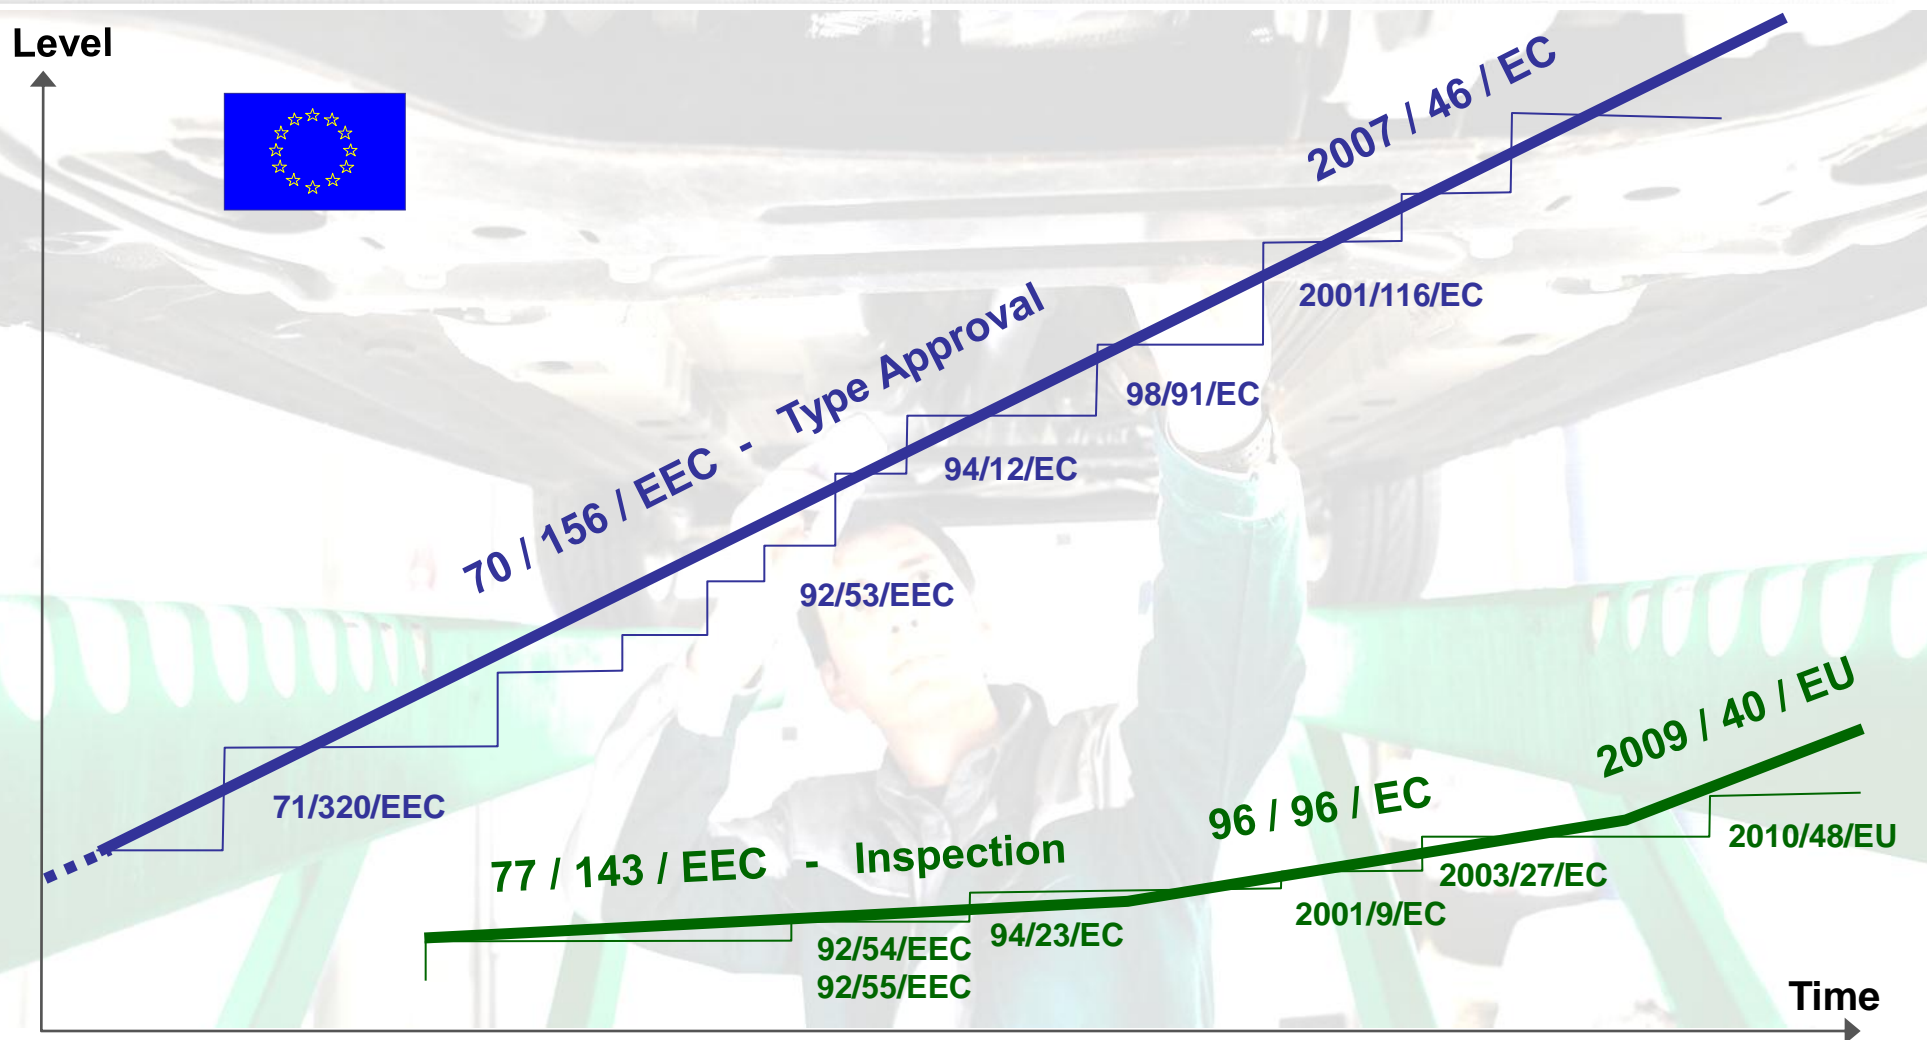 Level
2007 / 46 / EC
2001/116/EC
70 / 156 / EEC - Type Approval
98/91/EC
94/12/EC
92/53/EEC
71/320/EEC
2009 / 40 / EU
96 / 96 / EC
2010/48/EU
77 / 143 / EEC - Inspection
2003/27/EC
2001/9/EC
94/23/EC
92/54/EEC
92/55/EEC
Time